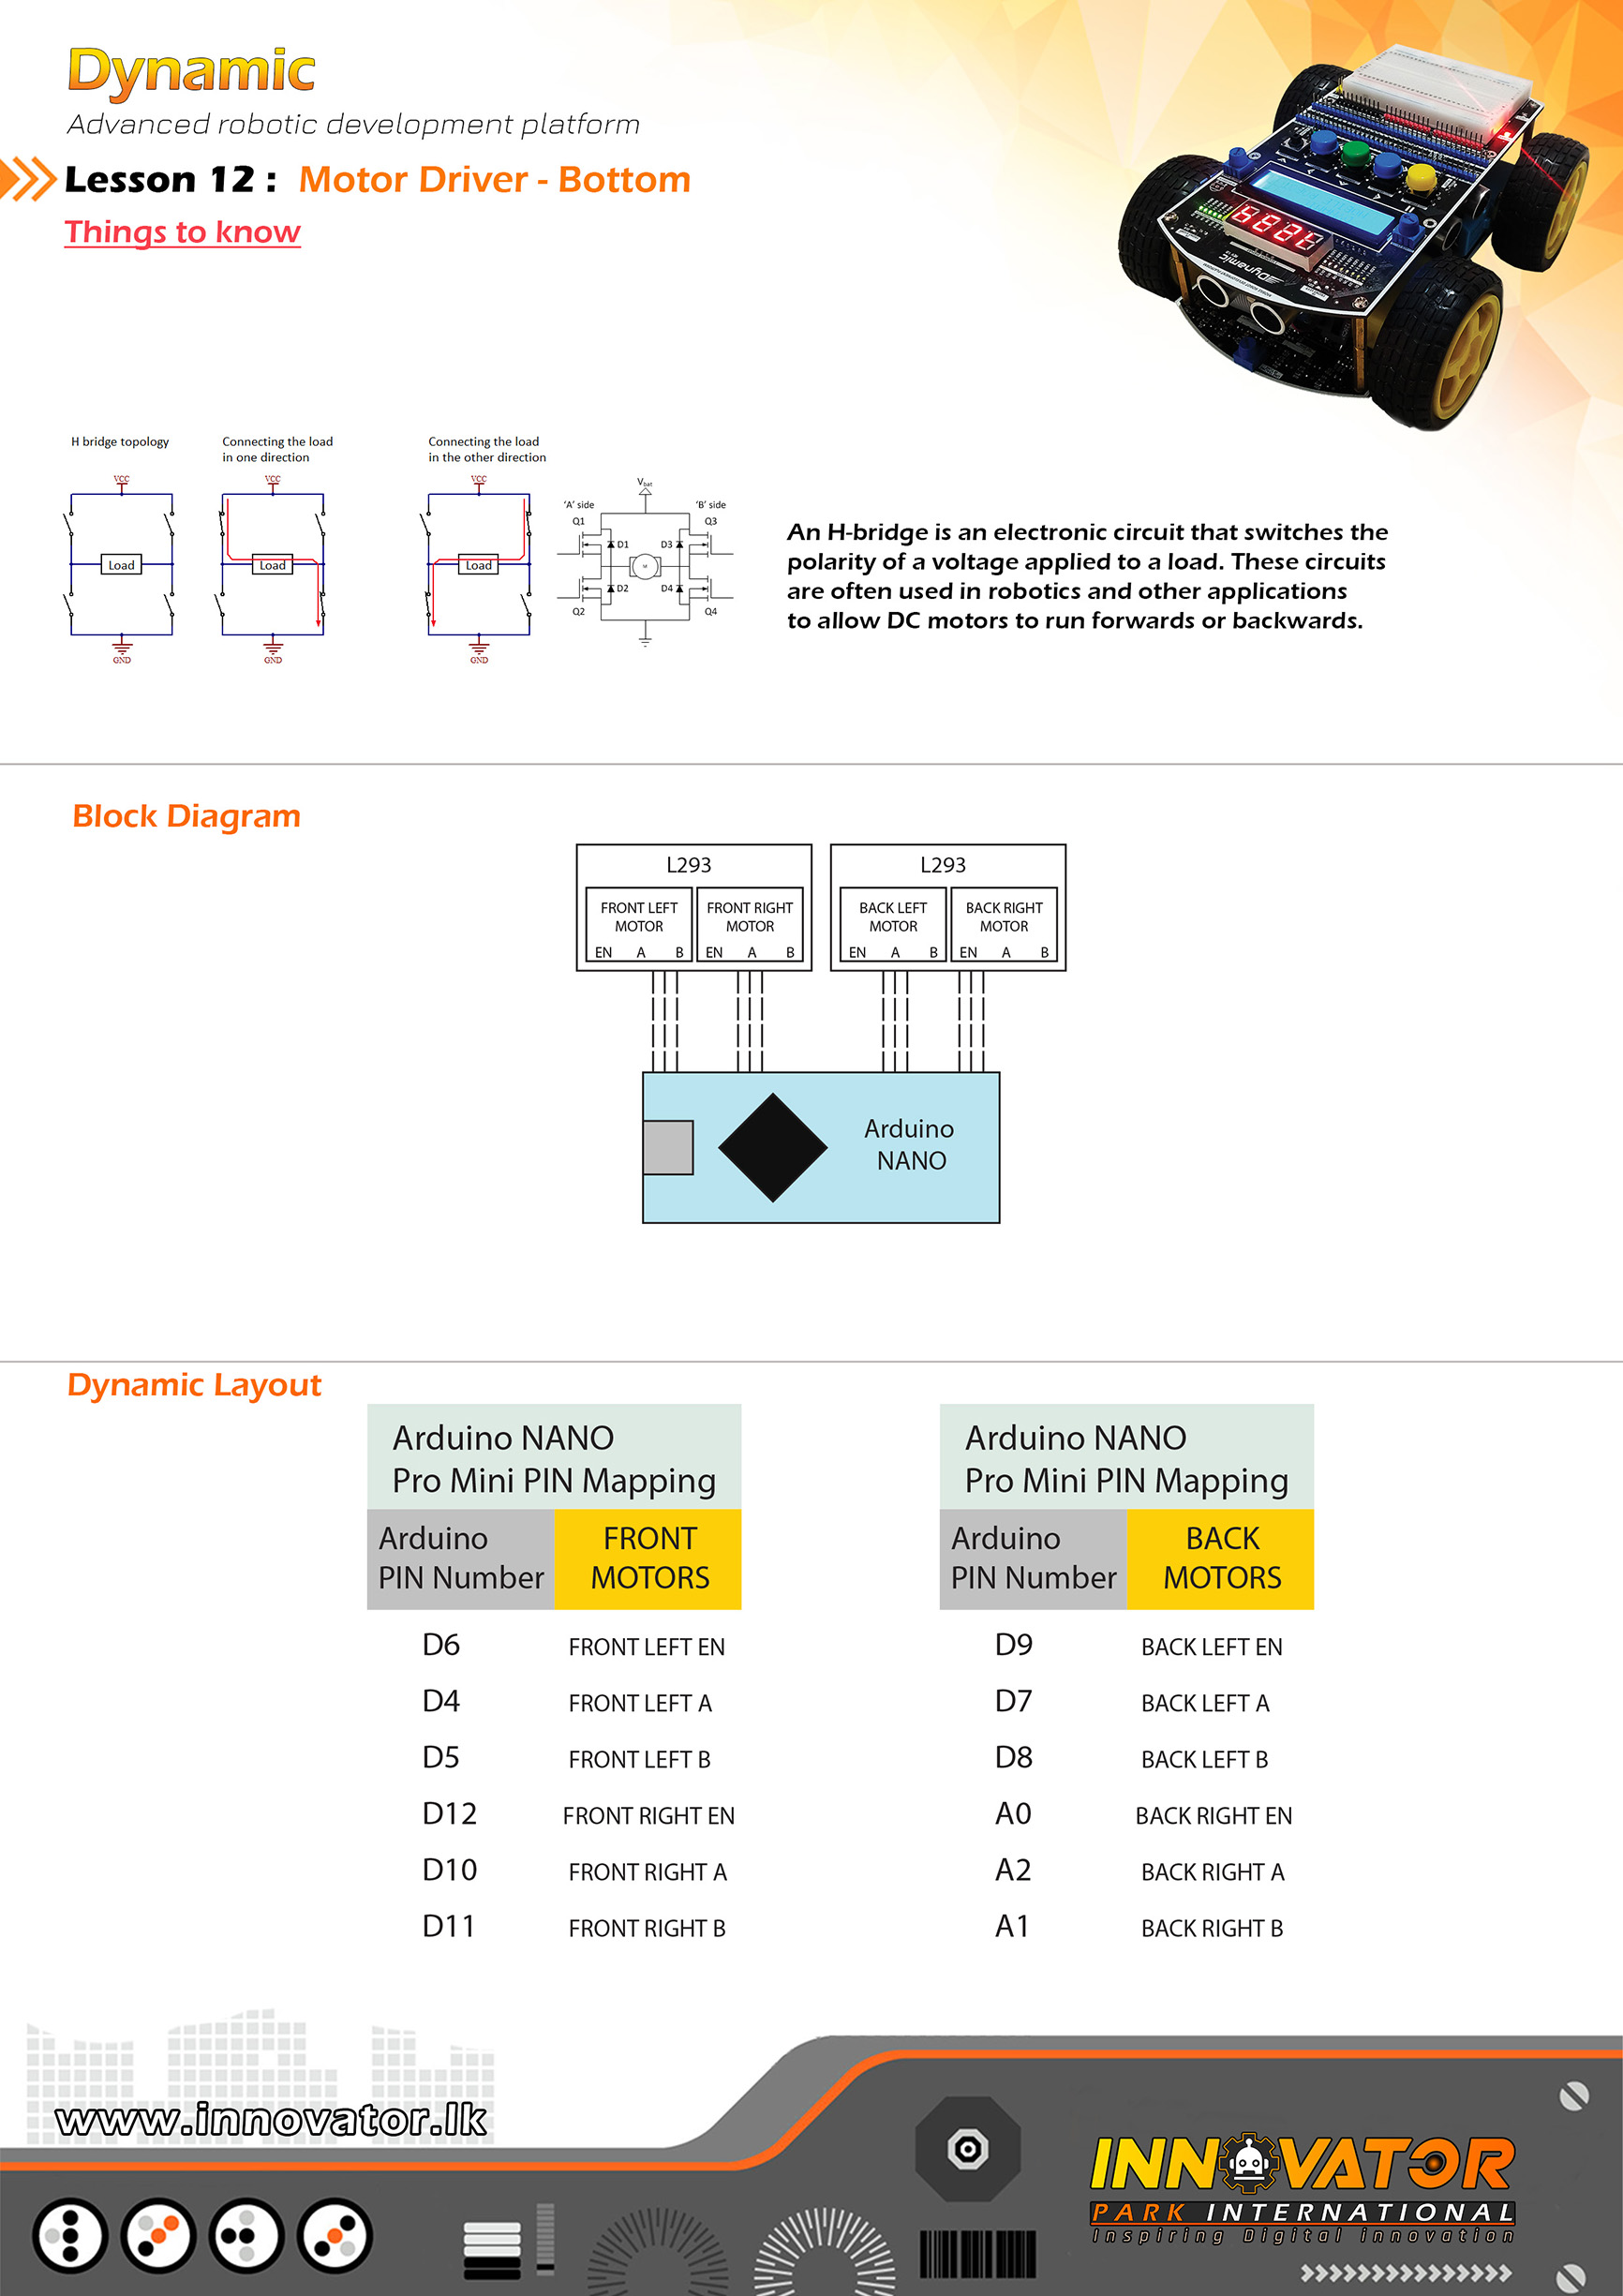 Dynamic
Advanced robotic development platform
Lesson 12 : Motor Driver - Bottom
Things to know
H bridge topology
Connecting the load
in one direction
Connecting the load
in the other direction
VCC
Load
GND
VCC
Load
GND
VCC
Load
GND
Vbat
'A' side
'B' side
Q1
Q3
D1
D3
M
D2
D4
Q2
Q4
An H-bridge is an electronic circuit that switches the
polarity of a voltage applied to a load. These circuits
are often used in robotics and other applications
to allow DC motors to run forwards or backwards.
Block Diagram
L293
FRONT LEFT
MOTOR
EN A B
FRONT RIGHT
MOTOR
EN A B
L293
BACK LEFT
MOTOR
EN A B
BACK RIGHT
MOTOR
EN A B
Arduino
NANO
Dynamic Layout
Arduino NANO
Pro Mini PIN Mapping
Arduino
PIN Number
FRONT
MOTORS
D6 FRONT LEFT EN
D4 FRONT LEFT A
D5 FRONT LEFT B
D12 FRONT RIGHT EN
D10 FRONT RIGHT A
D11 FRONT RIGHT B
Arduino NANO
Pro Mini PIN Mapping
Arduino
PIN Number
BACK
MOTORS
D9 BACK LEFT EN
D7 BACK LEFT A
D8 BACK LEFT B
A0 BACK RIGHT EN
A2 BACK RIGHT A
A1 BACK RIGHT B
www.innovator.lk
INNOVATOR
PARK INTERNATIONAL
Inspiring Digital innovation